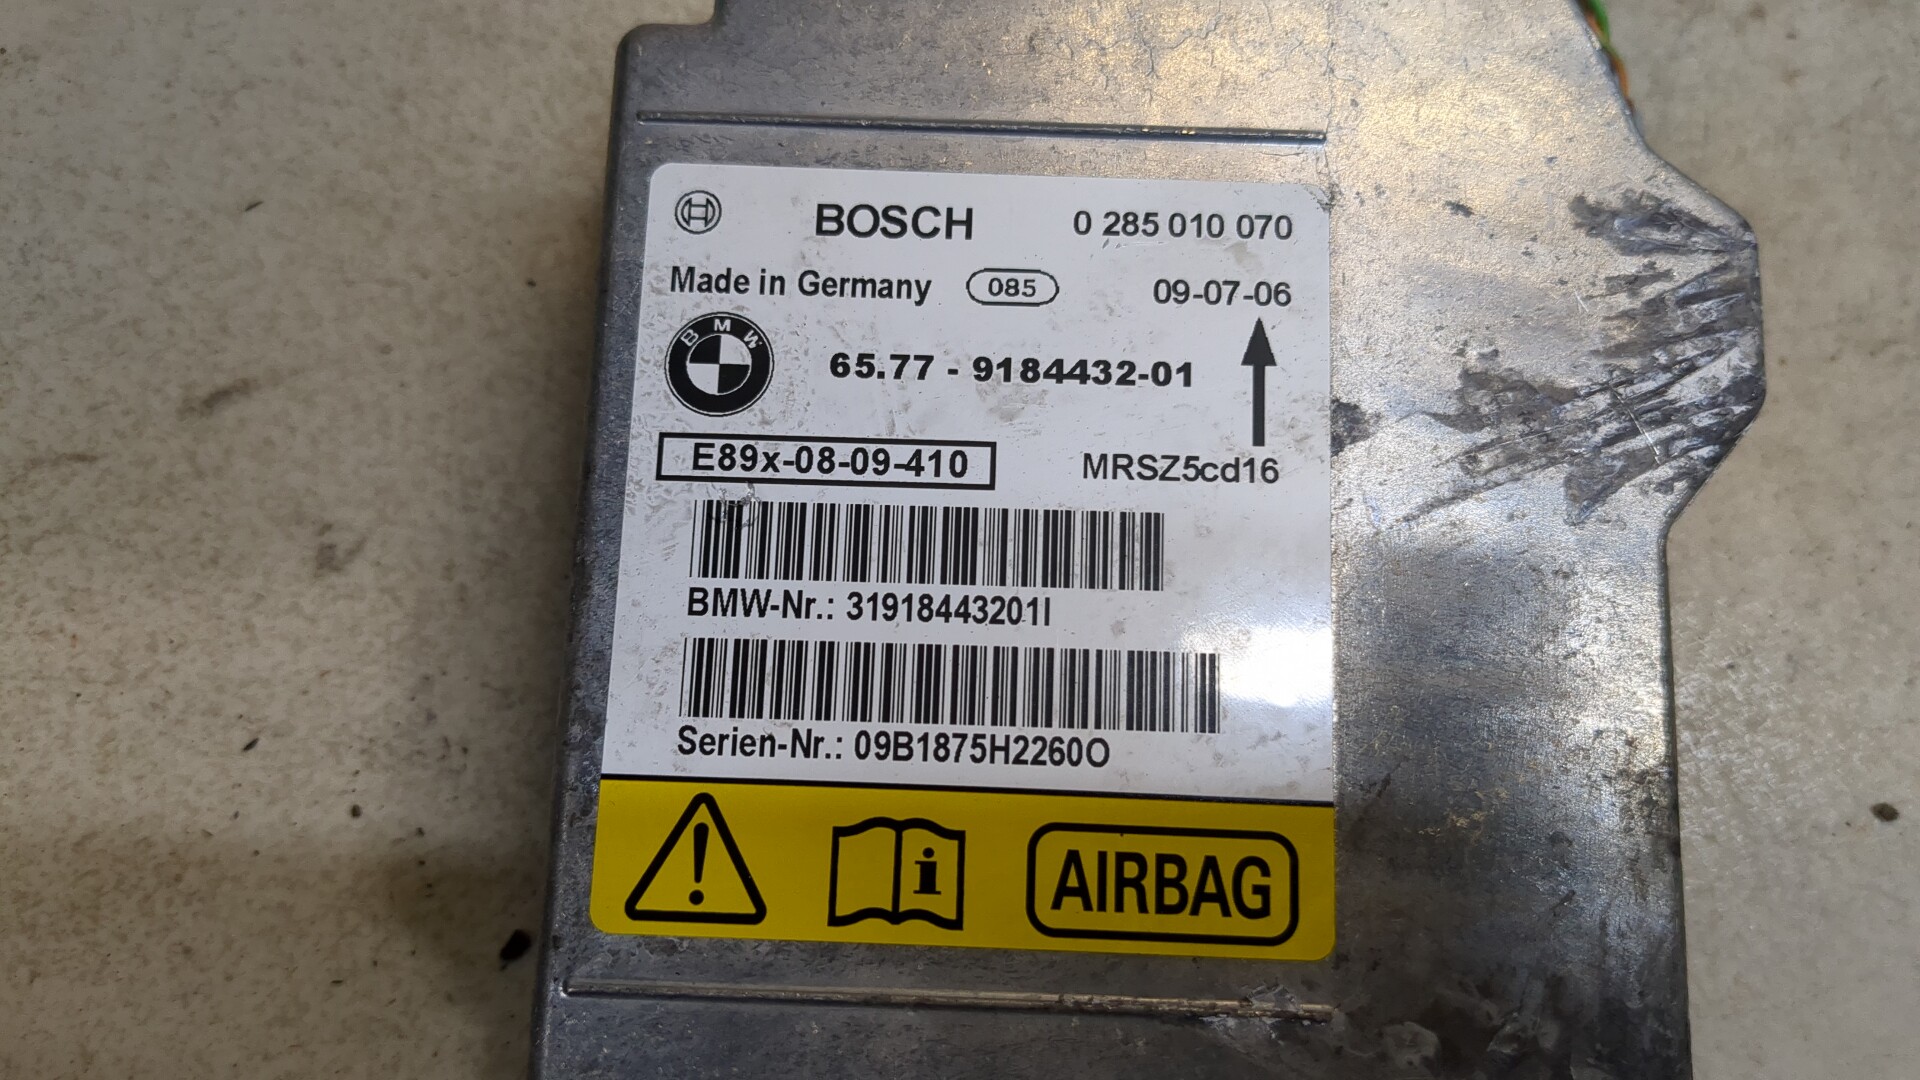 BOSCH 0 285 010 070
Made in Germany 085 09-07-06
BMW 65.77 - 9184432-01
E89x-08-09-410 MRSZ5cd16
BMW-Nr.: 31918443201I
Serien-Nr.: 09B1875H2260O
i AIRBAG